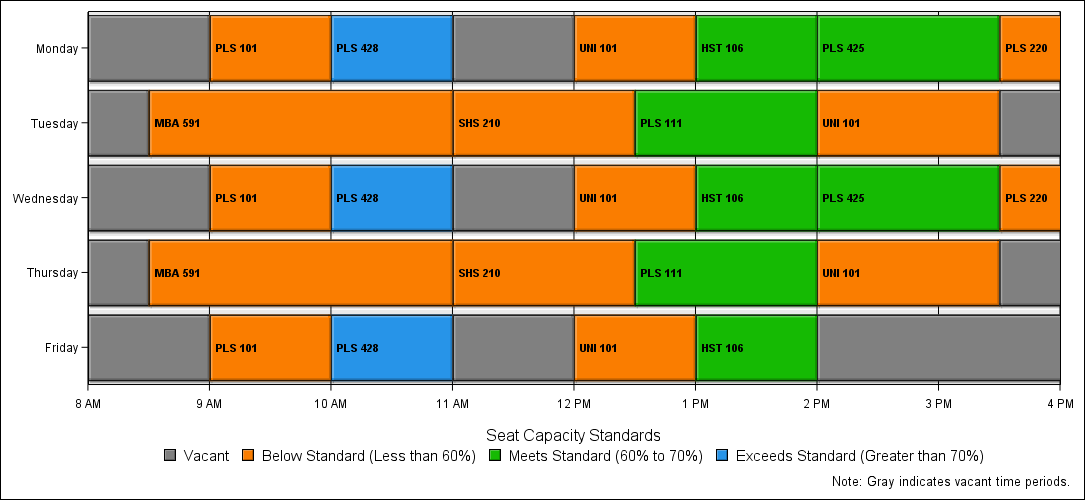 Monday PLS 101 PLS 428 UNI 101 HST 106 PLS 425 PLS 220
Tuesday MBA 591 SHS 210 PLS 111 UNI 101
Wednesday PLS 101 PLS 428 UNI 101 HST 106 PLS 425 PLS 220
Thursday MBA 591 SHS 210 PLS 111 UNI 101
Friday PLS 101 PLS 428 UNI 101 HST 106
8 AM 9 AM 10 AM 11 AM 12 PM 1 PM 2 PM 3 PM 4 PM
Seat Capacity Standards
Vacant Below Standard (Less than 60%) Meets Standard (60% to 70%) Exceeds Standard (Greater than 70%)
Note: Gray indicates vacant time periods.